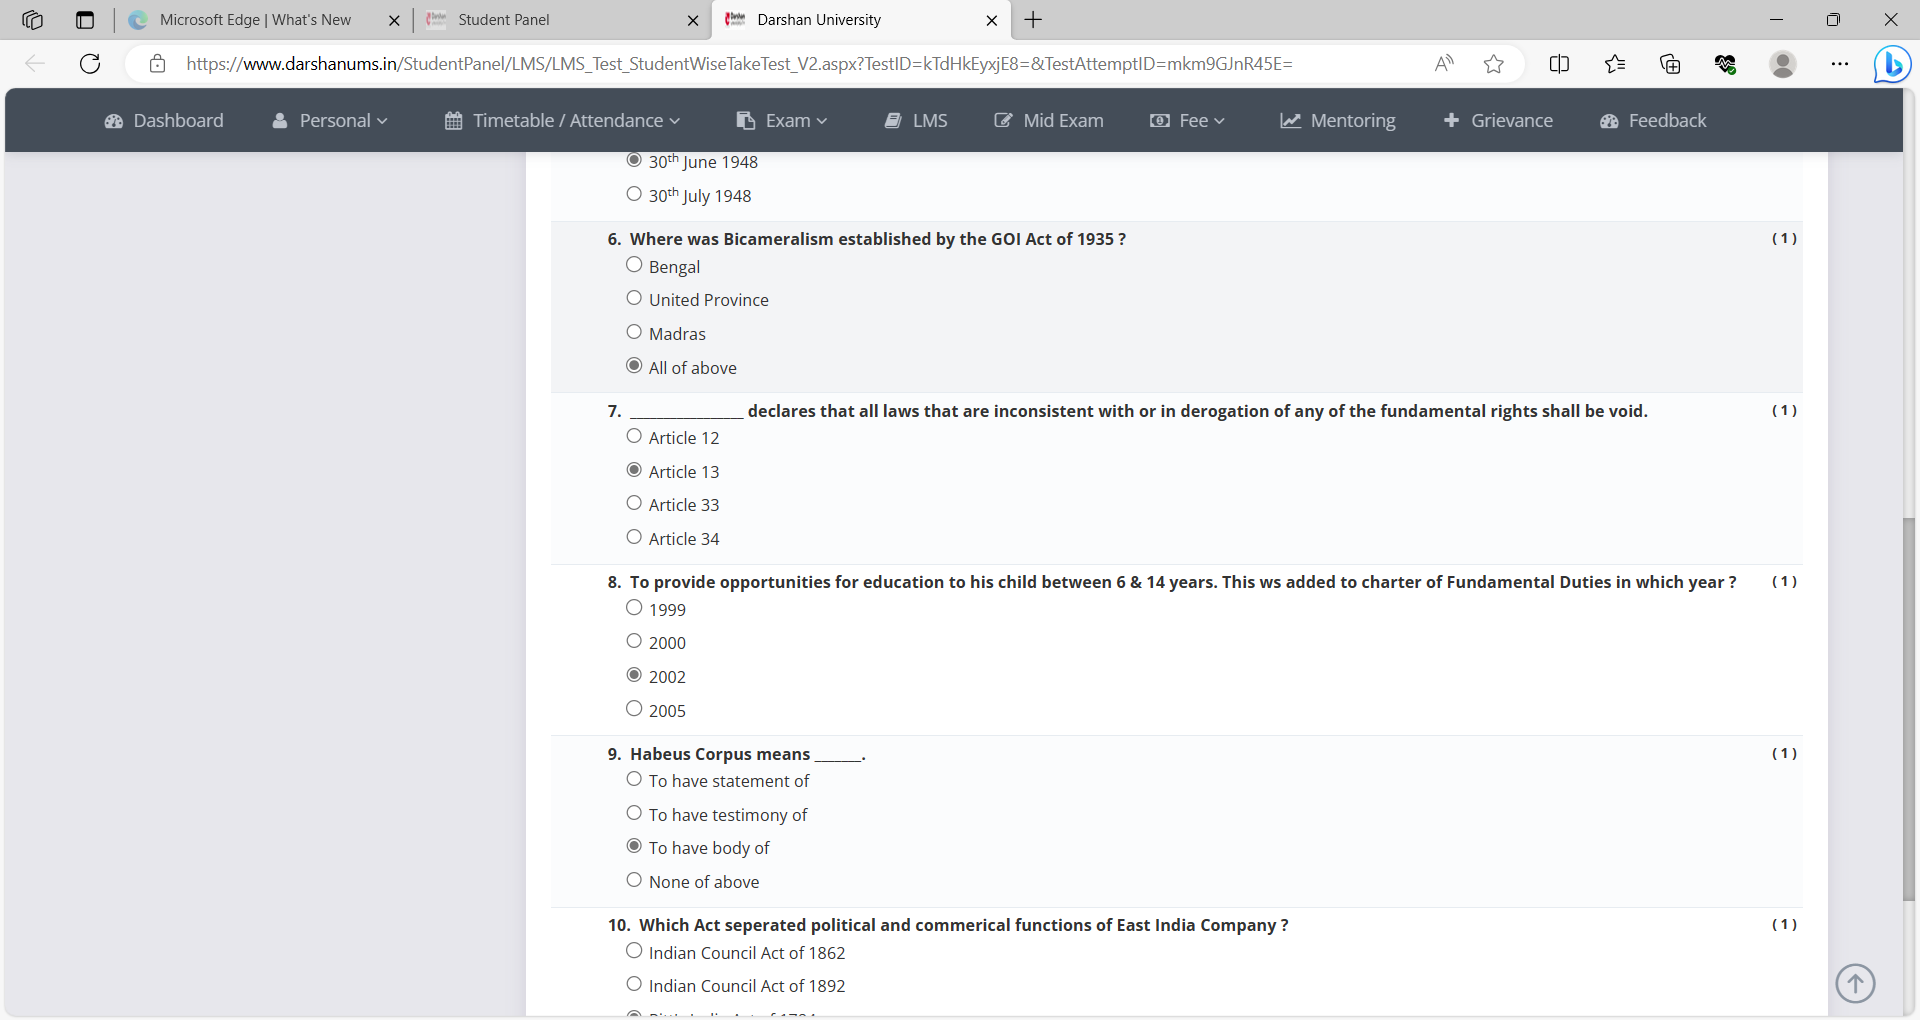 Microsoft Edge | What's New
Student Panel
Darshan University
https://www.darshanums.in/StudentPanel/LMS/LMS_Test_StudentWiseTakeTest_V2.aspx?TestID=kTdHkEyxjE8=&TestAttemptID=mkm9GJnR45E=
Dashboard Personal Timetable / Attendance Exam LMS Mid Exam Fee Mentoring Grievance Feedback
30th June 1948
30th July 1948
6. Where was Bicameralism established by the GOI Act of 1935 ? ( 1 )
Bengal
United Province
Madras
All of above
7. ______________ declares that all laws that are inconsistent with or in derogation of any of the fundamental rights shall be void. ( 1 )
Article 12
Article 13
Article 33
Article 34
8. To provide opportunities for education to his child between 6 & 14 years. This ws added to charter of Fundamental Duties in which year ? ( 1 )
1999
2000
2002
2005
9. Habeus Corpus means ______. ( 1 )
To have statement of
To have testimony of
To have body of
None of above
10. Which Act seperated political and commerical functions of East India Company ? ( 1 )
Indian Council Act of 1862
Indian Council Act of 1892